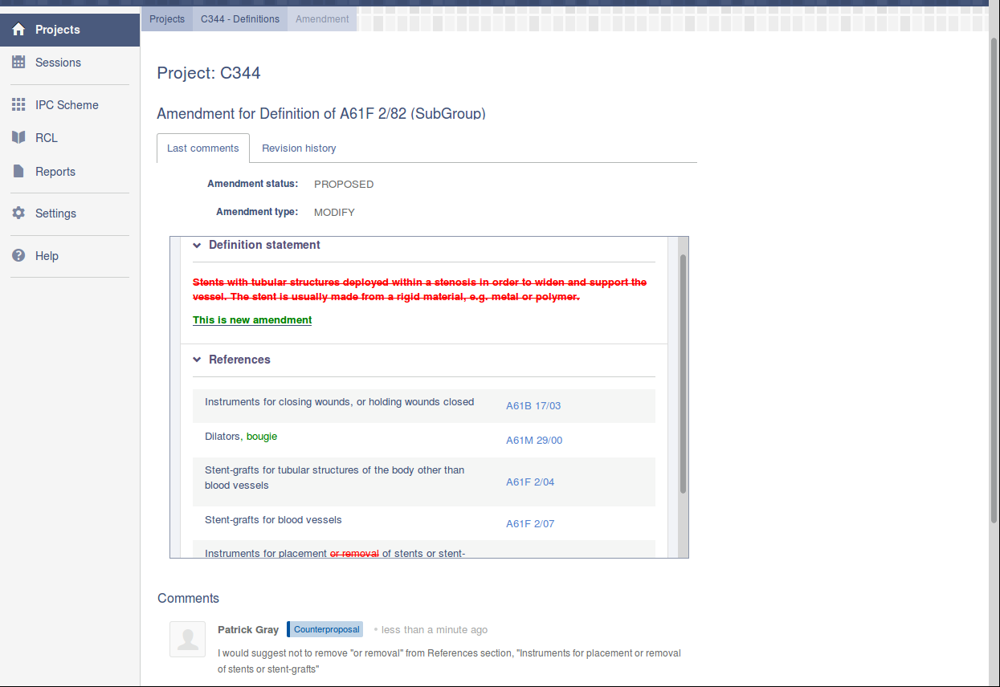 Projects
Sessions
IPC Scheme
RCL
Reports
Settings
Help
Projects C344 - Definitions Amendment
Project: C344
Amendment for Definition of A61F 2/82 (SubGroup)
Last comments Revision history
Amendment status: PROPOSED
Amendment type: MODIFY
Definition statement
Stents with tubular structures deployed within a stenosis in order to widen and support the
vessel. The stent is usually made from a rigid material, e.g. metal or polymer.
This is new amendment
References
Instruments for closing wounds, or holding wounds closed A61B 17/03
Dilators, bougie A61M 29/00
Stent-grafts for tubular structures of the body other than
blood vessels A61F 2/04
Stent-grafts for blood vessels A61F 2/07
Instruments for placement or removal of stents or stent-
Comments
Patrick Gray Counterproposal • less than a minute ago
I would suggest not to remove "or removal" from References section, "Instruments for placement or removal
of stents or stent-grafts"